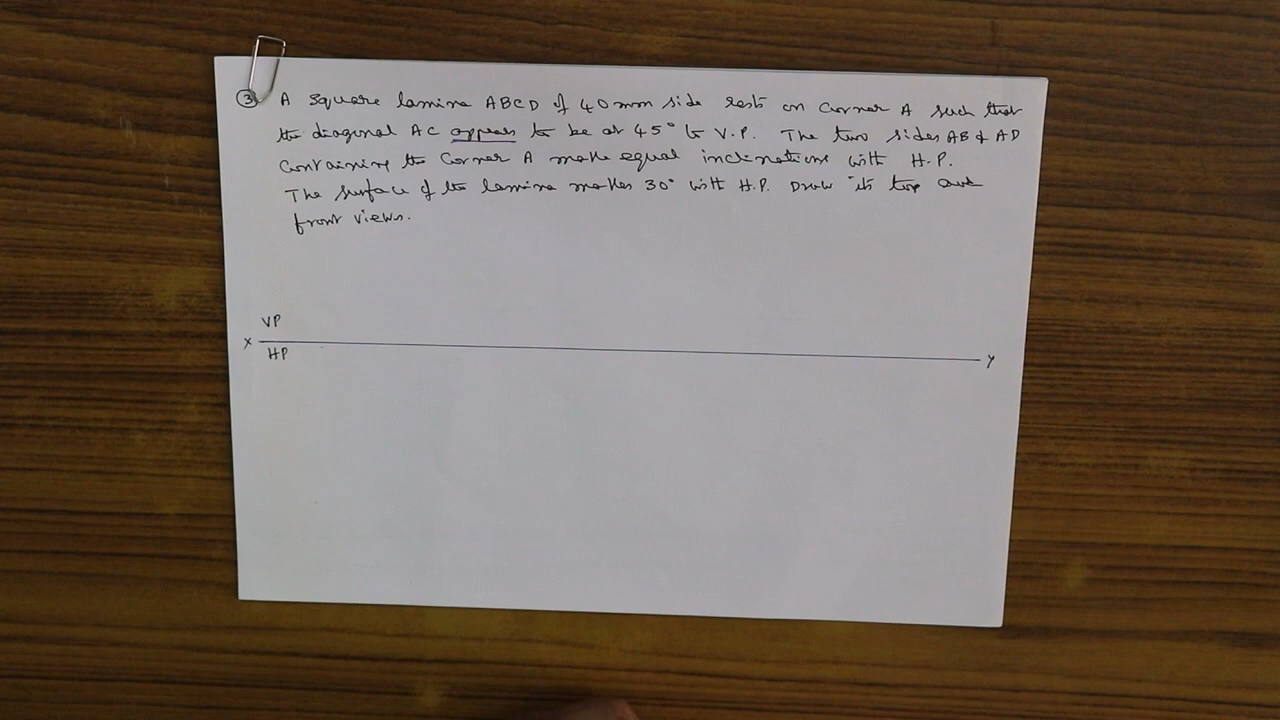 ③ A square lamina ABCD of 40mm side rests on corner A such that
the diagonal AC appears to be at 45° to V.P. The two sides AB & AD
containing the corner A make equal inclinations with H.P.
The surface of the lamina makes 30° with H.P. Draw its top and
front views.
VP
X
HP
Y